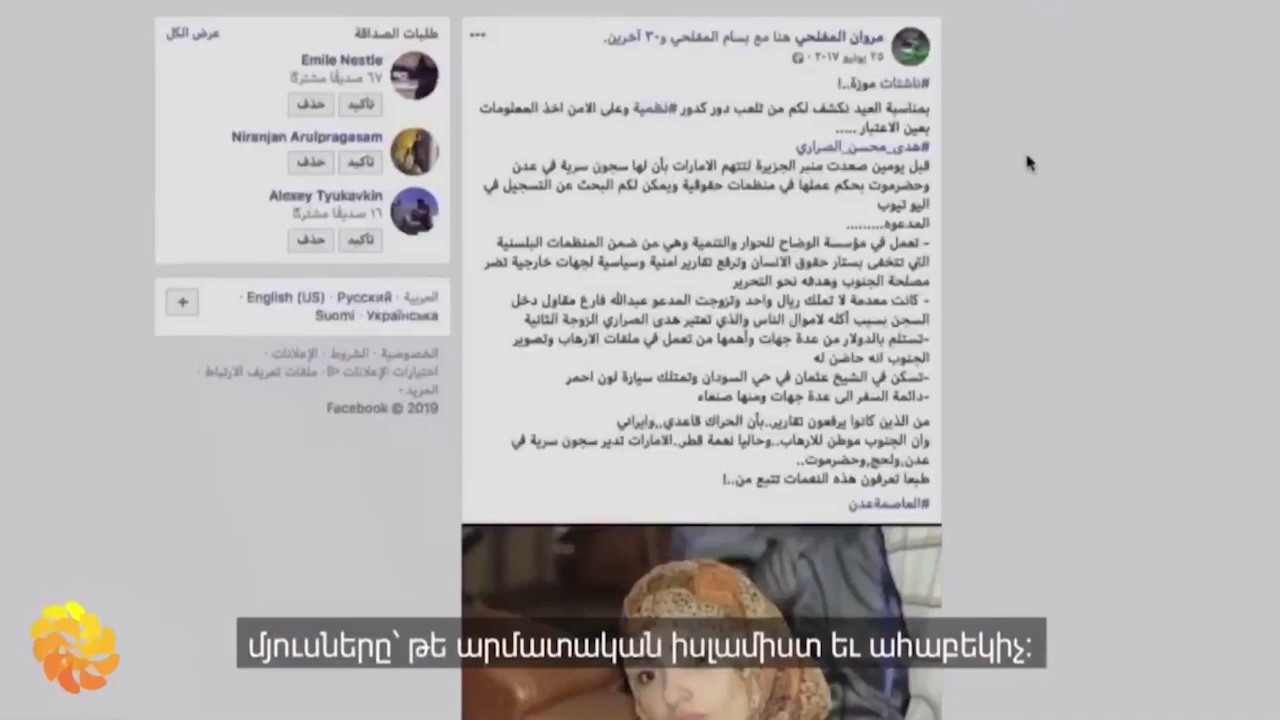 مروان المفلحي هنا مع بسام المفلحي و٣٠ آخرين.
٢٥ يونيو ٢٠١٧ ·
#ناشتات موزة..!
بمناسبة العيد نكشف لكم من تلعب دور كدور #نظمية وعلى الامن اخذ المعلومات
بعين الاعتبار .....
#هدى_محسن_الصراري
قبل يومين صعدت منبر الجزيرة لتتهم الامارات بأن لها سجون سرية في عدن
وحضرموت بحكم عملها في منظمات حقوقية ويمكن لكم البحث عن التسجيل في
اليو تيوب
المدعوه.........
- تعمل في مؤسسة الوضاح للحوار والتنمية وهي من ضمن المنظمات البلسنية
التي تتخفى بستار حقوق الانسان وترفع تقارير امنية وسياسية لجهات خارجية تضر
مصلحة الجنوب وهدفه نحو التحرير
- كانت معدمة لا تملك ريال واحد وتزوجت المدعو عبدالله فارع مقاول دخل
السجن بسبب أكله لاموال الناس والذي تعتبر هدى الصراري الزوجة الثانية
-تستلم بالدولار من عدة جهات وأهمها من تعمل في ملفات الارهاب وتصوير
الجنوب انه حاضن له
-تسكن في الشيخ عثمان في حي السودان وتمتلك سيارة لون احمر
-دائمة السفر الى عدة جهات ومنها صنعاء
من الذين كانوا يرفعون تقارير..بأن الحراك قاعدي..وايراني
وان الجنوب موطن للارهاب..وحاليا نهمة قطر..الامارات تدير سجون سرية في
عدن,ولحج,وحضرموت..
طبعا تعرفون هذه النغمات تتبع من..!
#العاصمةعدن
طلبات الصداقة
عرض الكل
Emile Nestle
٦٧ صديقًا مشتركًا
تأكيد حذف
Niranjan Arulpragasam
تأكيد حذف
Alexey Tyukavkin
١٦ صديقًا مشتركًا
تأكيد حذف
العربية · English (US) · Русский ·
Suomi · Українська
+
الخصوصية · الشروط · الإعلانات ·
اختيارات الإعلانات · ملفات تعريف الارتباط ·
المزيد
Facebook © 2019
մյուսները՝ թե արմատական իսլամիստ եւ ահաբեկիչ: